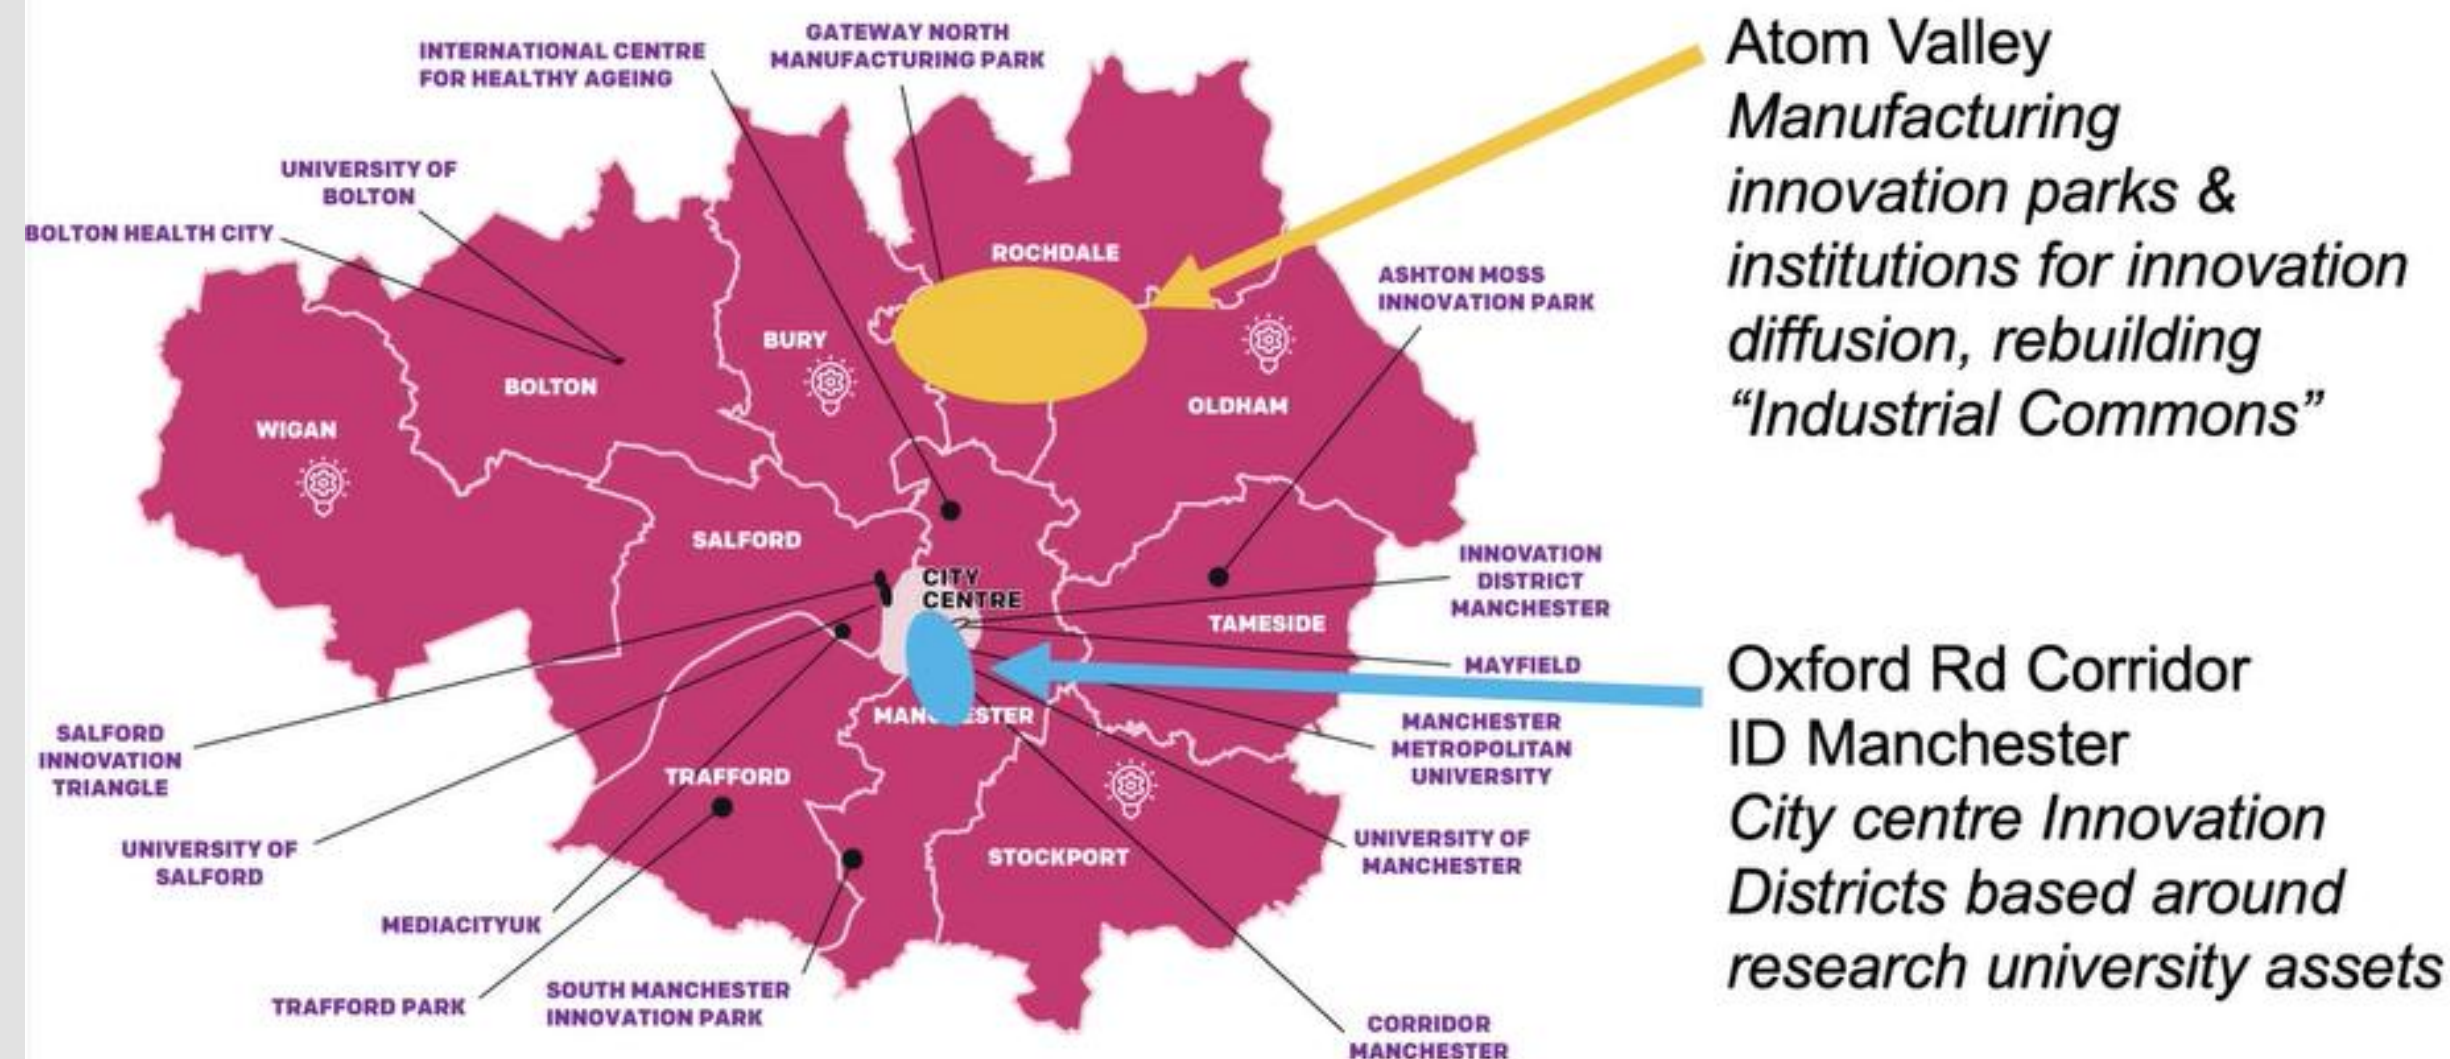 INTERNATIONAL CENTRE
FOR HEALTHY AGEING
GATEWAY NORTH
MANUFACTURING PARK
UNIVERSITY OF
BOLTON
BOLTON HEALTH CITY
ROCHDALE
ASHTON MOSS
INNOVATION PARK
BURY
BOLTON
OLDHAM
WIGAN
SALFORD
CITY
CENTRE
INNOVATION
DISTRICT
MANCHESTER
TAMESIDE
MAYFIELD
MANCHESTER
MANCHESTER
METROPOLITAN
UNIVERSITY
SALFORD
INNOVATION
TRIANGLE
TRAFFORD
UNIVERSITY OF
SALFORD
STOCKPORT
UNIVERSITY OF
MANCHESTER
MEDIACITYUK
TRAFFORD PARK
SOUTH MANCHESTER
INNOVATION PARK
CORRIDOR
MANCHESTER
Atom Valley
Manufacturing
innovation parks &
institutions for innovation
diffusion, rebuilding
“Industrial Commons”
Oxford Rd Corridor
ID Manchester
City centre Innovation
Districts based around
research university assets